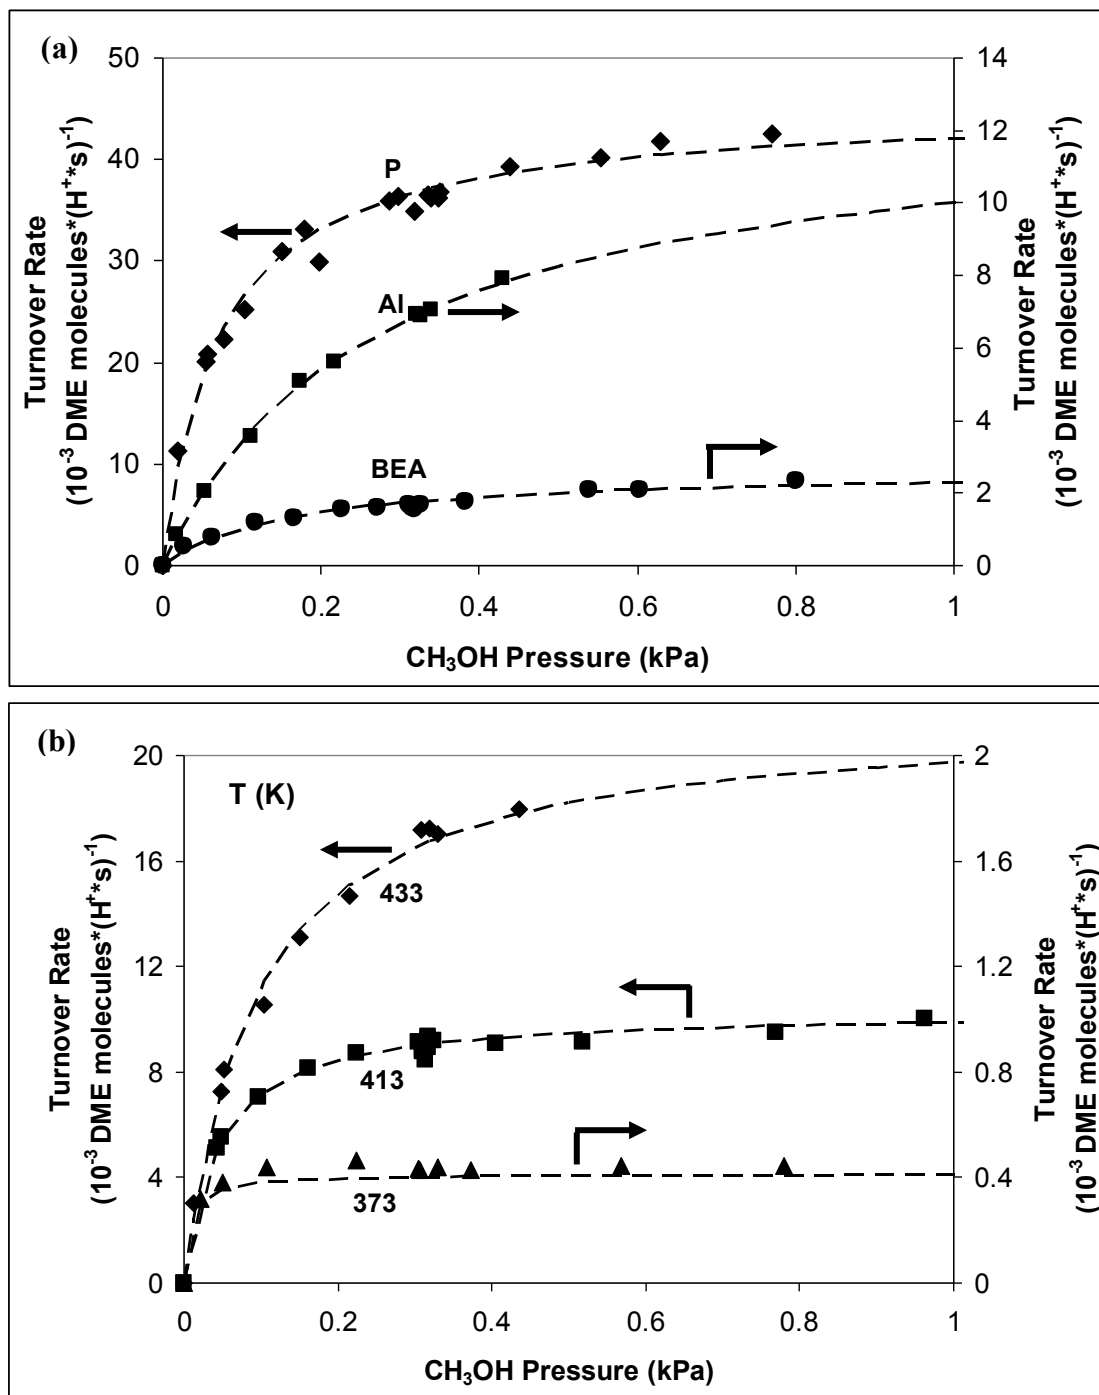 (a)
50
40
30
20
10
0
14
12
10
8
6
4
2
0
0
0.2
0.4
0.6
0.8
1
P
Al
BEA
Turnover Rate
(10⁻³ DME molecules*(H⁺*s)⁻¹
Turnover Rate
(10⁻³ DME molecules*(H⁺*s)⁻¹
CH₃OH Pressure (kPa)
(b)
20
16
12
8
4
0
2
1.6
1.2
0.8
0.4
0
0
0.2
0.4
0.6
0.8
1
T (K)
433
413
373
Turnover Rate
(10⁻³ DME molecules*(H⁺*s)⁻¹
Turnover Rate
(10⁻³ DME molecules*(H⁺*s)⁻¹
CH₃OH Pressure (kPa)